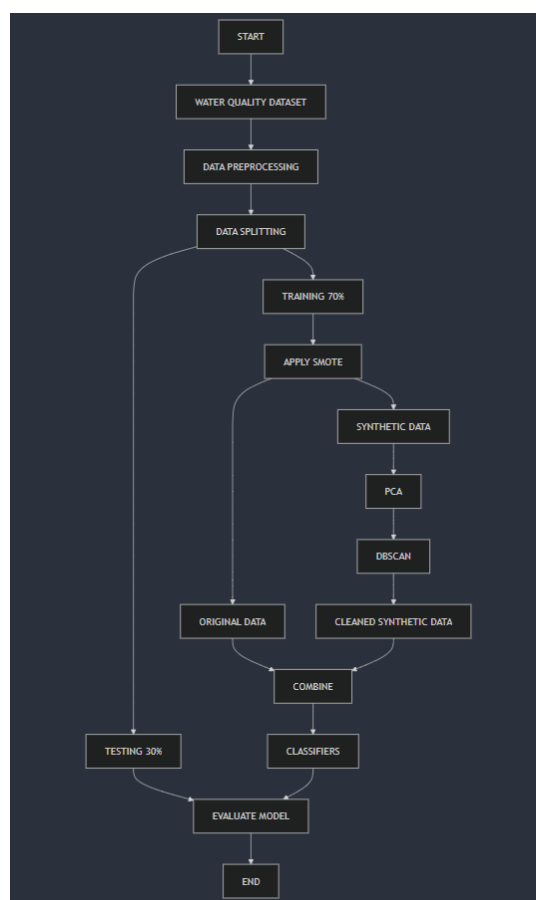 START
WATER QUALITY DATASET
DATA PREPROCESSING
DATA SPLITTING
TRAINING 70%
APPLY SMOTE
SYNTHETIC DATA
PCA
DBSCAN
ORIGINAL DATA
CLEANED SYNTHETIC DATA
COMBINE
TESTING 30%
CLASSIFIERS
EVALUATE MODEL
END